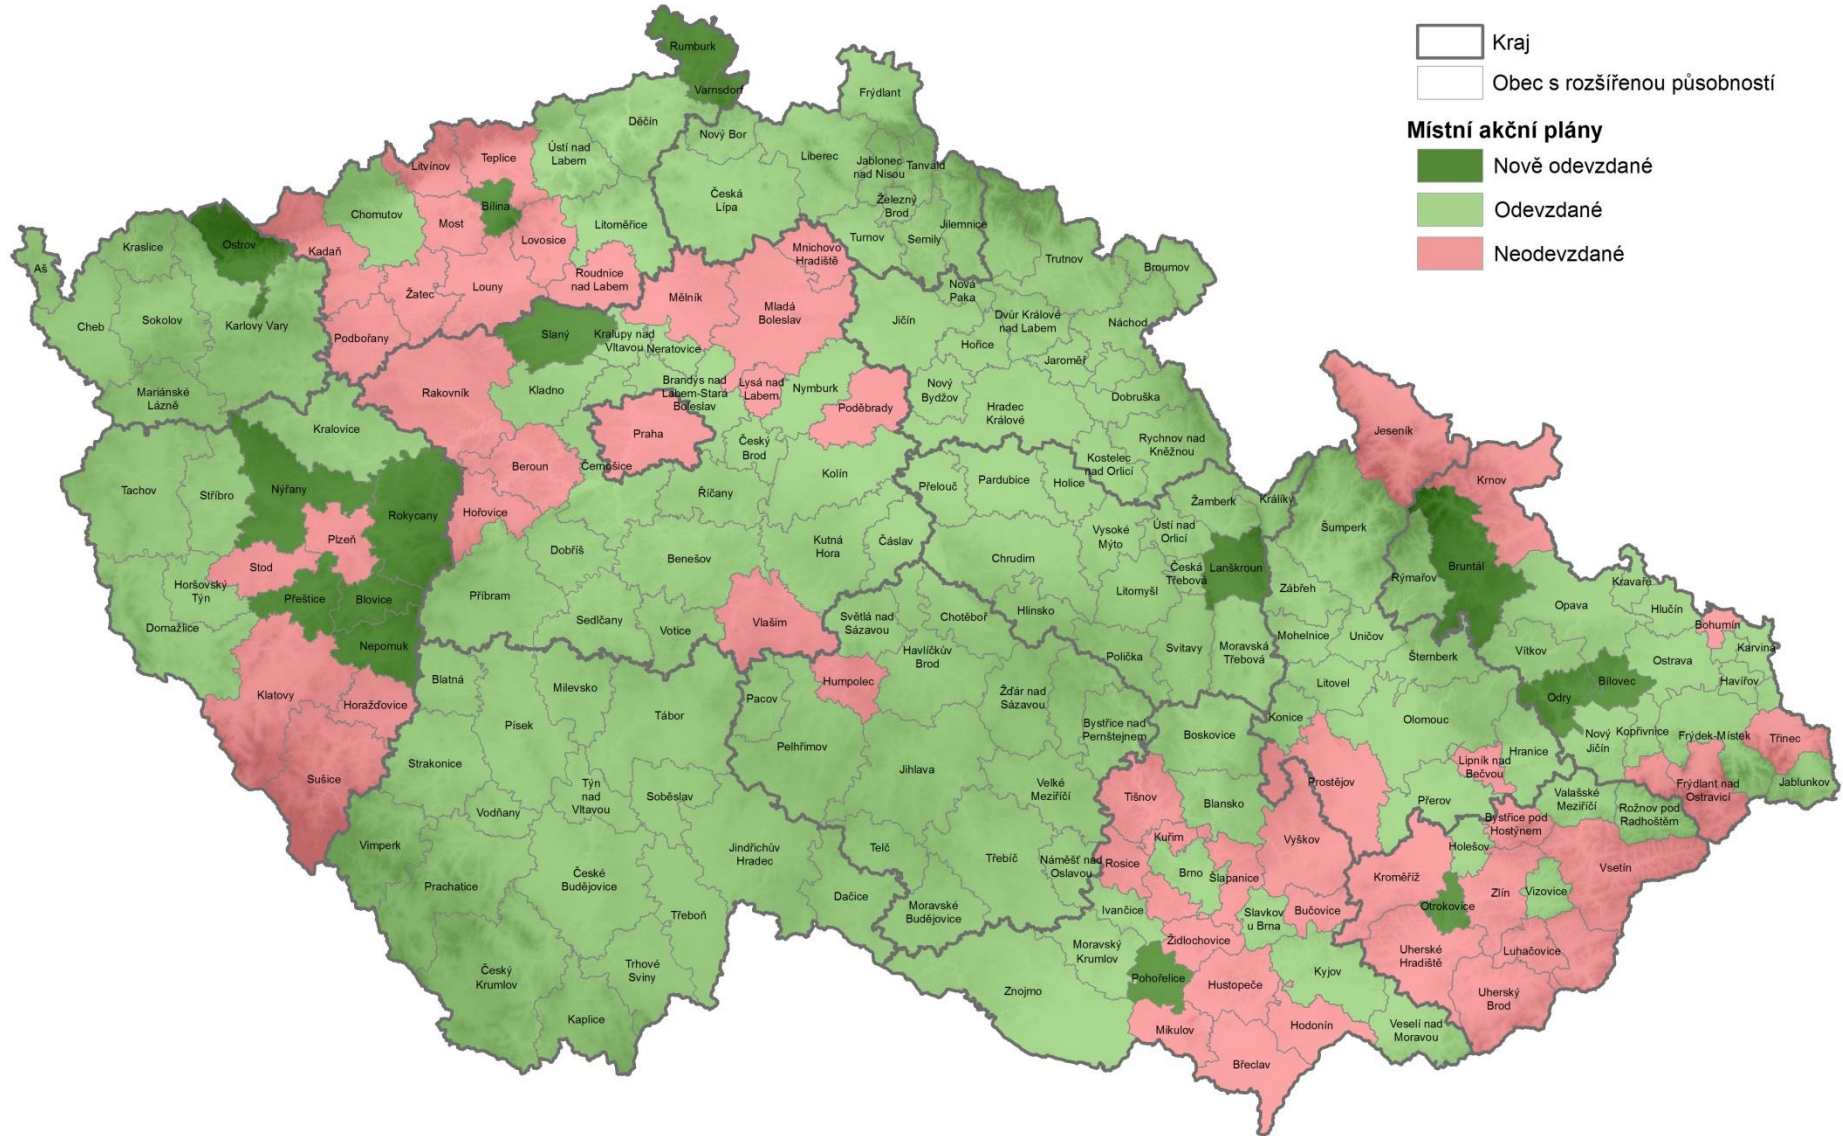 Kraj
Obec s rozšířenou působností
Místní akční plány
Nově odevzdané
Odevzdané
Neodevzdané
Rumburk
Varnsdorf
Frýdlant
Děčín
Nový Bor
Ústí nad
Labem
Liberec
Jablonec
nad Nisou
Tanvald
Teplice
Litvínov
Česká
Lípa
Železný
Brod
Bílina
Chomutov
Most
Litoměřice
Jilemnice
Turnov
Semily
Lovosice
Ostrov
Kraslice
Kadaň
Mnichovo
Hradiště
Aš
Trutnov
Broumov
Roudnice
nad Labem
Louny
Žatec
Mělník
Mladá
Boleslav
Nová
Paka
Jičín
Dvůr Králové
nad Labem
Náchod
Cheb
Sokolov
Karlovy Vary
Podbořany
Slaný
Kralupy nad
Vltavou
Neratovice
Hořice
Jaroměř
Mariánské
Lázně
Rakovník
Kladno
Brandýs nad
Labem-Stará
Boleslav
Lysá nad
Labem
Nymburk
Poděbrady
Nový
Bydžov
Hradec
Králové
Dobruška
Kralovice
Praha
Český
Brod
Rychnov nad
Kněžnou
Jeseník
Beroun
Černošice
Kolín
Kostelec
nad Orlicí
Tachov
Stříbro
Nýřany
Říčany
Přelouč
Pardubice
Holice
Žamberk
Králíky
Krnov
Rokycany
Hořovice
Plzeň
Dobříš
Benešov
Kutná
Hora
Čáslav
Vysoké
Mýto
Ústí nad
Orlicí
Šumperk
Chrudim
Česká
Třebová
Lanškroun
Bruntál
Rýmařov
Stod
Horšovský
Týn
Přeštice
Blovice
Příbram
Litomyšl
Zábřeh
Kravaře
Opava
Hlučín
Domažlice
Sedlčany
Votice
Vlašim
Světlá nad
Sázavou
Chotěboř
Hlinsko
Bohumín
Karviná
Nepomuk
Havlíčkův
Brod
Polička
Svitavy
Moravská
Třebová
Mohelnice
Uničov
Šternberk
Vítkov
Ostrava
Havířov
Blatná
Milevsko
Humpolec
Klatovy
Horažďovice
Pacov
Žďár nad
Sázavou
Litovel
Odry
Bílovec
Písek
Tábor
Bystřice nad
Pernštejnem
Boskovice
Konice
Olomouc
Nový
Jičín
Kopřivnice
Frýdek-Místek
Třinec
Pelhřimov
Strakonice
Sušice
Jihlava
Hranice
Lipník nad
Bečvou
Jablunkov
Frýdlant nad
Ostravicí
Týn
nad
Vltavou
Soběslav
Velké
Meziříčí
Tišnov
Blansko
Prostějov
Přerov
Valašské
Meziříčí
Rožnov pod
Radhoštěm
Vodňany
Bystřice pod
Hostýnem
Vimperk
Jindřichův
Hradec
Telč
Třebíč
Náměšť nad
Oslavou
Kuřim
Rosice
Brno
Šlapanice
Vyškov
Holešov
Kroměříž
Vsetín
Prachatice
České
Budějovice
Dačice
Zlín
Vizovice
Otrokovice
Třeboň
Moravské
Budějovice
Ivančice
Slavkov
u Brna
Bučovice
Moravský
Krumlov
Židlochovice
Uherské
Hradiště
Luhačovice
Český
Krumlov
Trhové
Sviny
Pohořelice
Hustopeče
Kyjov
Znojmo
Uherský
Brod
Kaplice
Mikulov
Hodonín
Veselí nad
Moravou
Břeclav